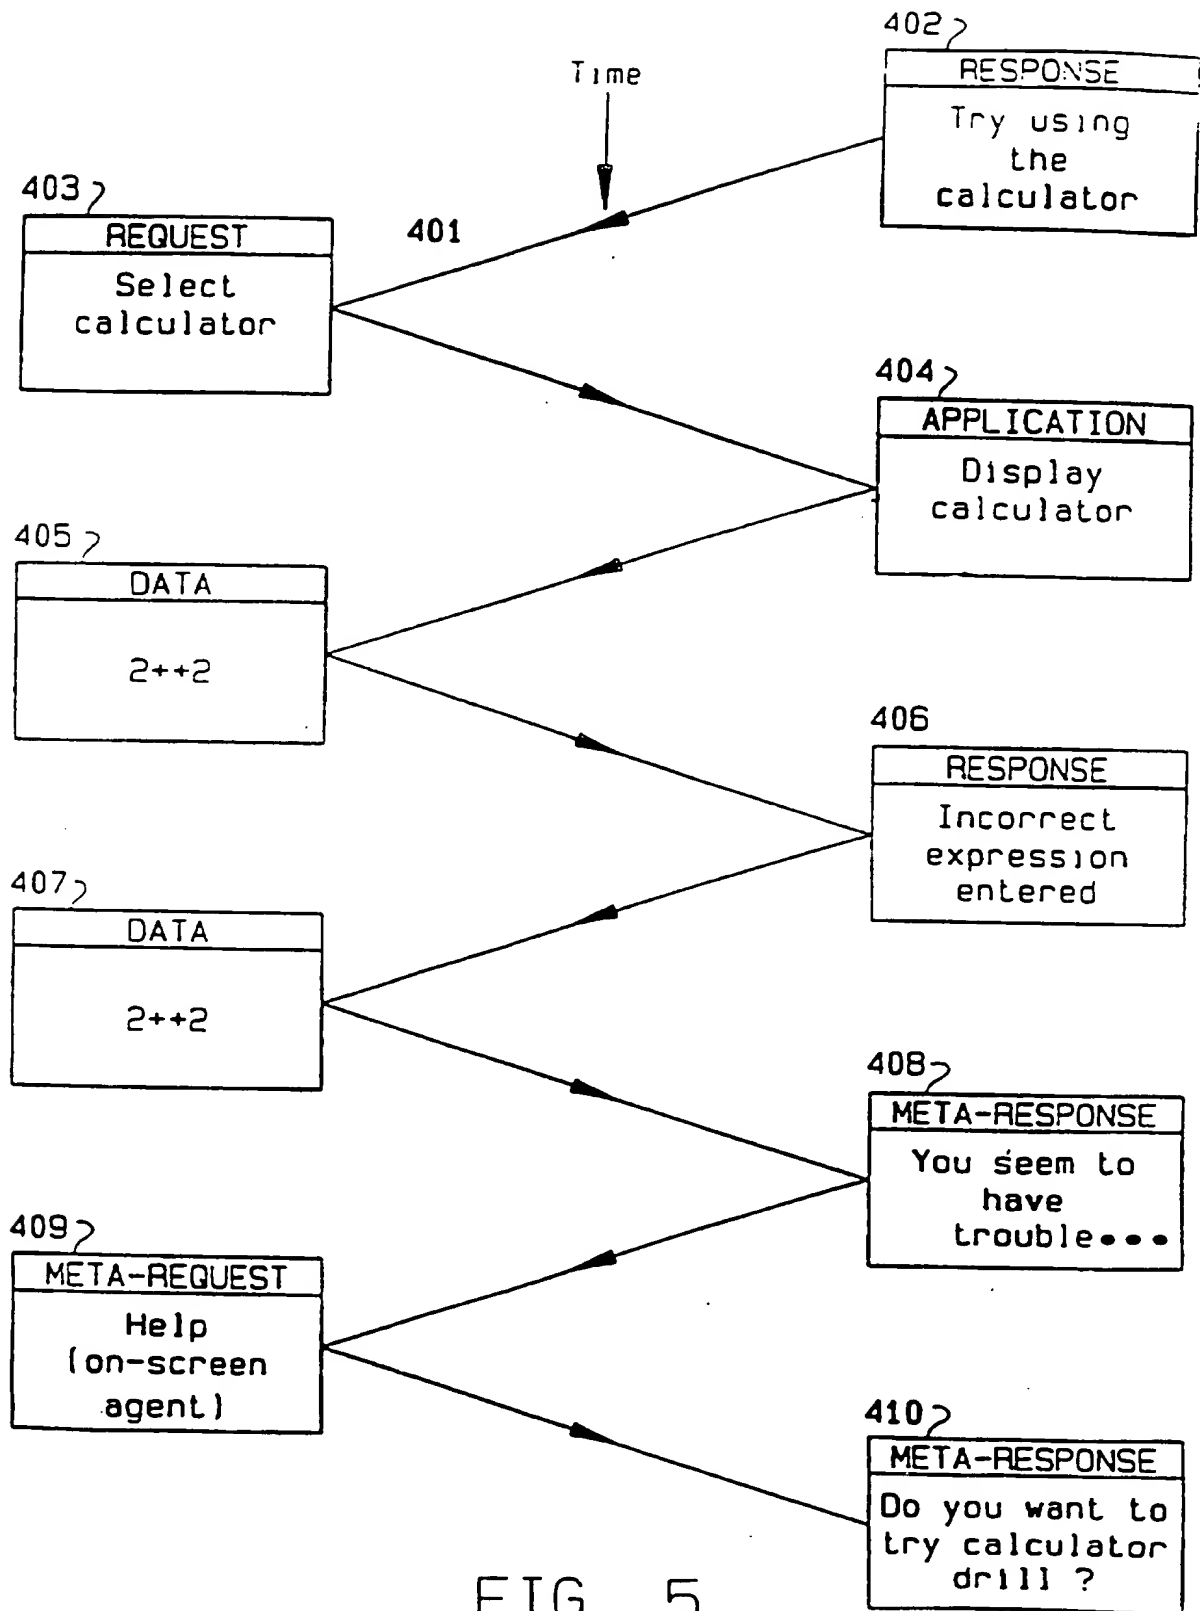 402
RESPONSE
Try using
the
calculator
Time
403
REQUEST
Select
calculator
401
404
APPLICATION
Display
calculator
405
DATA
2++2
406
RESPONSE
Incorrect
expression
entered
407
DATA
2++2
408
META-RESPONSE
You seem to
have
trouble•••
409
META-REQUEST
Help
(on-screen
agent)
410
META-RESPONSE
Do you want to
try calculator
drill ?
FIG. 5